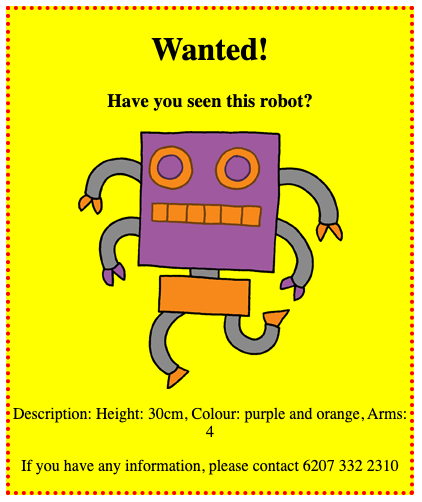 Wanted!
Have you seen this robot?
Description: Height: 30cm, Colour: purple and orange, Arms:
4
If you have any information, please contact 6207 332 2310